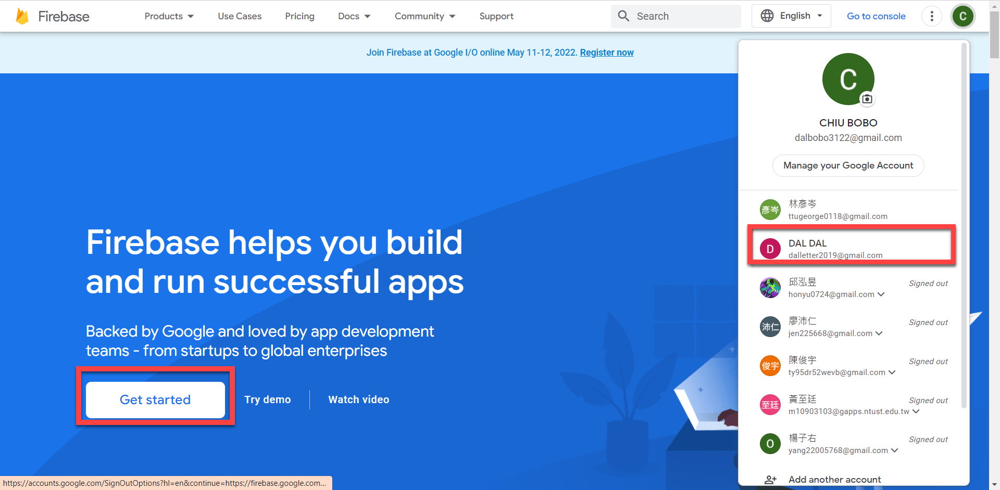 Firebase
Products
Use Cases
Pricing
Docs
Community
Support
Search
English
Go to console
C
Join Firebase at Google I/O online May 11-12, 2022. Register now
C
CHIU BOBO
dalbobo3122@gmail.com
Manage your Google Account
彥岑
林彥岑
ttugeorge0118@gmail.com
D
DAL DAL
dalletter2019@gmail.com
邱泓昱
Signed out
honyu0724@gmail.com
沛仁
廖沛仁
Signed out
jen225668@gmail.com
俊宇
陳俊宇
Signed out
ty95dr52wevb@gmail.com
至廷
黃至廷
Signed out
m10903103@gapps.ntust.edu.tw
O
楊子右
Signed out
yang22005768@gmail.com
Add another account
Firebase helps you build
and run successful apps
Backed by Google and loved by app development
teams - from startups to global enterprises
Get started
Try demo
Watch video
https://accounts.google.com/SignOutOptions?hl=en&continue=https://firebase.google.com...